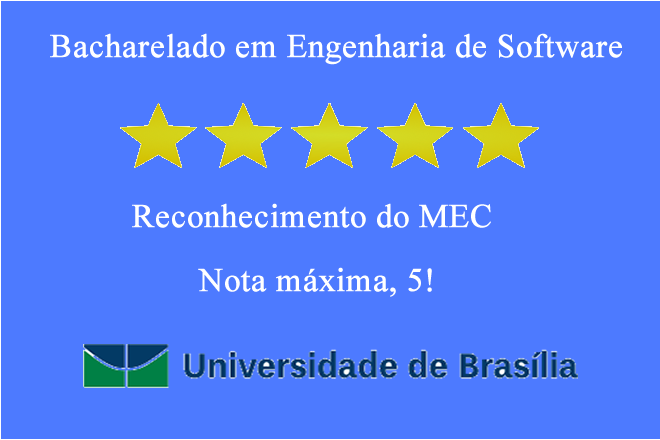 Bacharelado em Engenharia de Software
Reconhecimento do MEC
Nota máxima, 5!
Universidade de Brasília